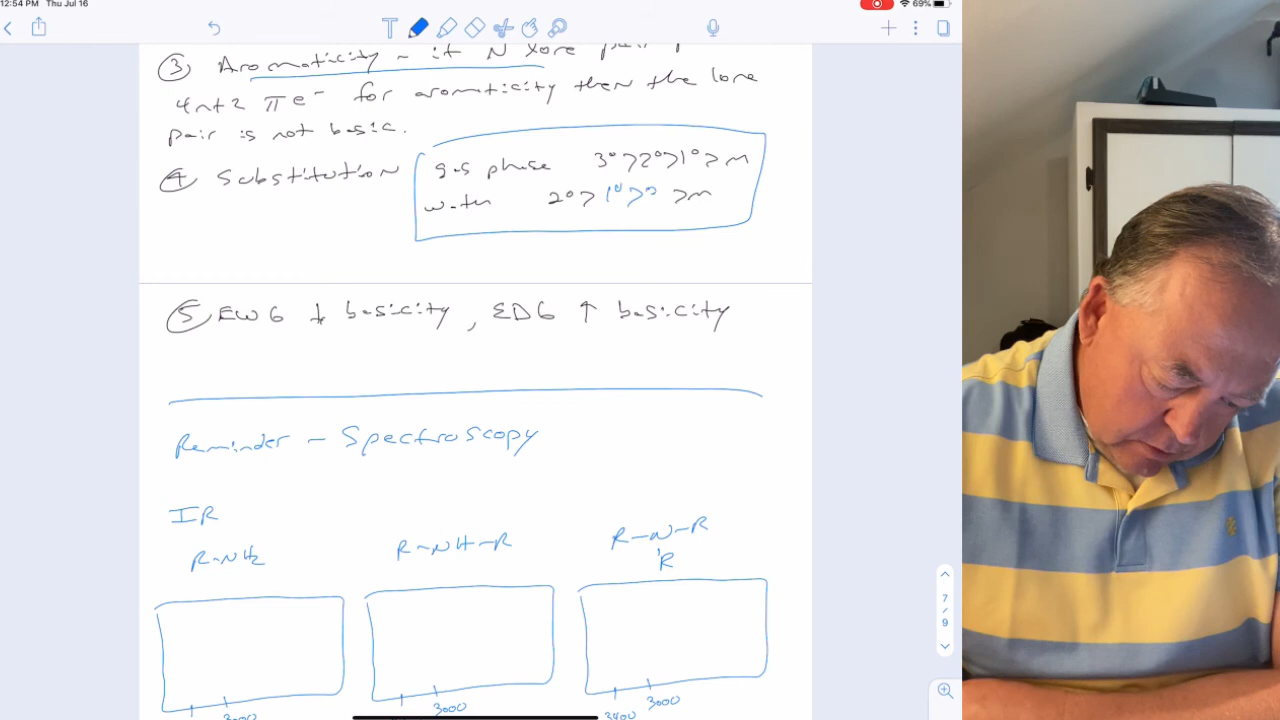 12:54 PM Thu Jul 16
69%
③ Aromaticity - if N lone pair
4n+2 πe⁻ for aromaticity then the lone
pair is not basic.
④ Substitution
gas phase 3°>2°>1°>m
water 2°>1°>3°>m
⑤ EWG ↓ basicity, EDG ↑ basicity
Reminder - Spectroscopy
IR
R-NH2 R-NH-R R-N-R
R
3000 3000 3400 3000
7
/
9